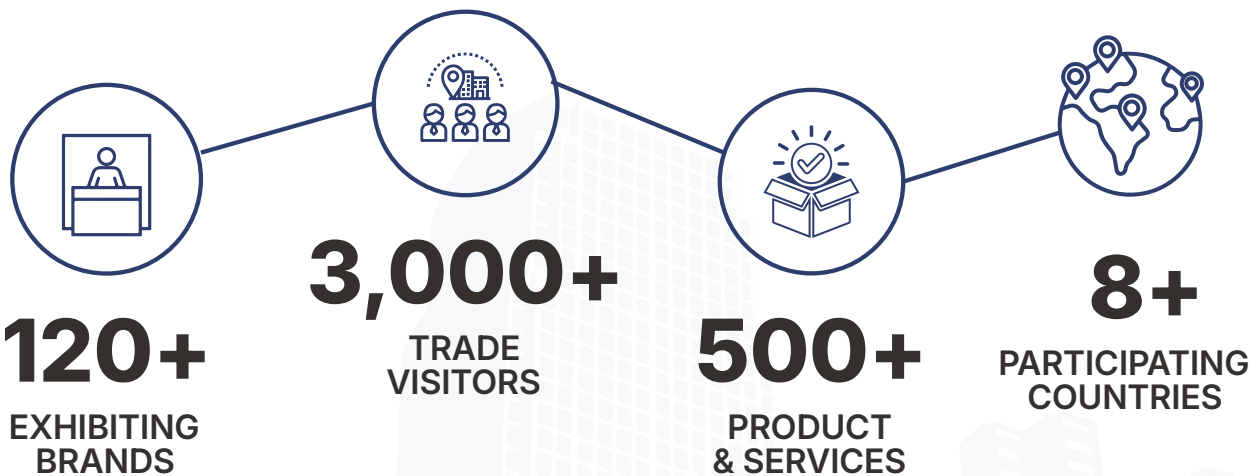 120+
EXHIBITING
BRANDS
3,000+
TRADE
VISITORS
500+
PRODUCT
& SERVICES
8+
PARTICIPATING
COUNTRIES